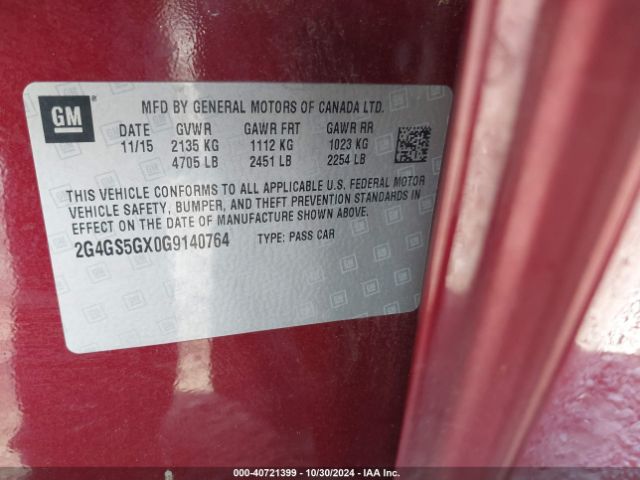 GM
MFD BY GENERAL MOTORS OF CANADA LTD.
DATE GVWR GAWR FRT GAWR RR
11/15 2135 KG 1112 KG 1023 KG
4705 LB 2451 LB 2254 LB
THIS VEHICLE CONFORMS TO ALL APPLICABLE U.S. FEDERAL MOTOR
VEHICLE SAFETY, BUMPER, AND THEFT PREVENTION STANDARDS IN
EFFECT ON THE DATE OF MANUFACTURE SHOWN ABOVE.
2G4GS5GX0G9140764 TYPE: PASS CAR
000-40721399 | 10/30/2024 | IAA Inc.